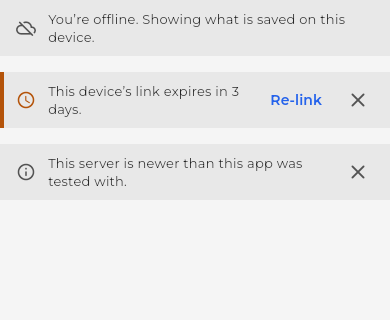 You’re offline. Showing what is saved on this
device.
This device’s link expires in 3
days.
Re-link
This server is newer than this app was
tested with.